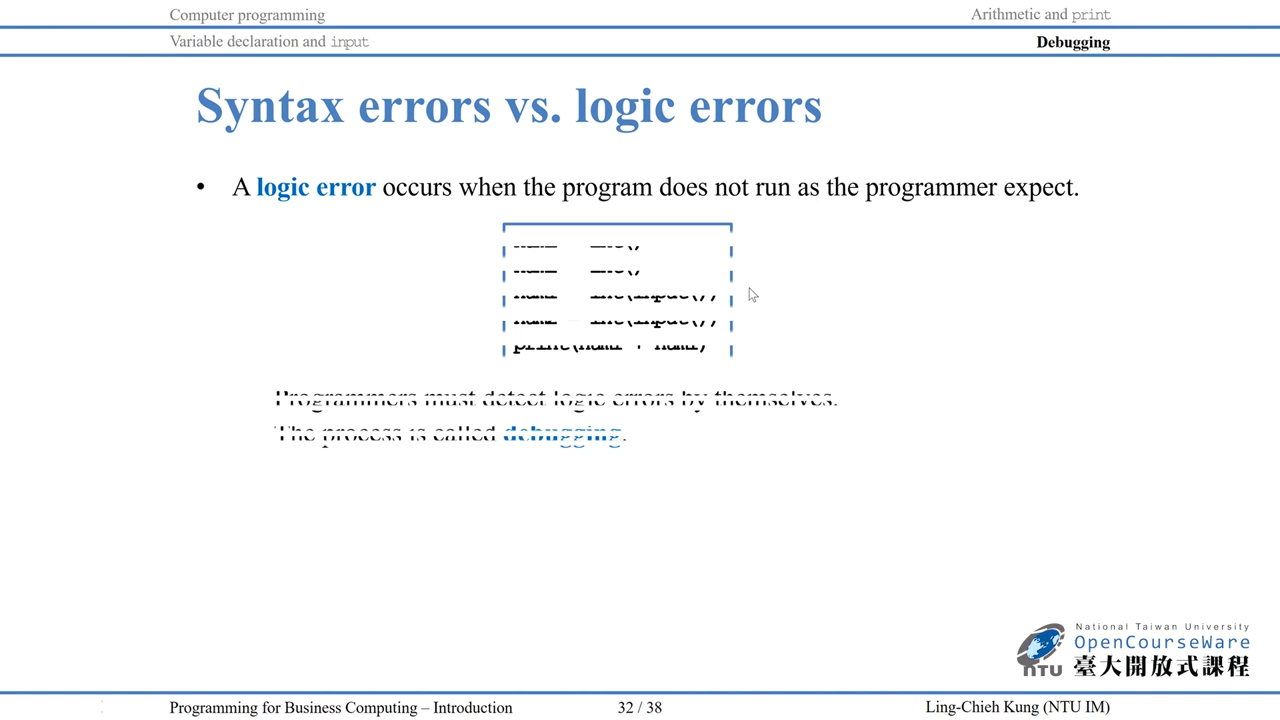 Computer programming
Arithmetic and print
Variable declaration and input
Debugging
Syntax errors vs. logic errors
• A logic error occurs when the program does not run as the programmer expect.
Programmers must detect logic errors by themselves.
The process is called debugging.
National Taiwan University
OpenCourseWare
NTU 臺大開放式課程
Programming for Business Computing – Introduction
32 / 38
Ling-Chieh Kung (NTU IM)